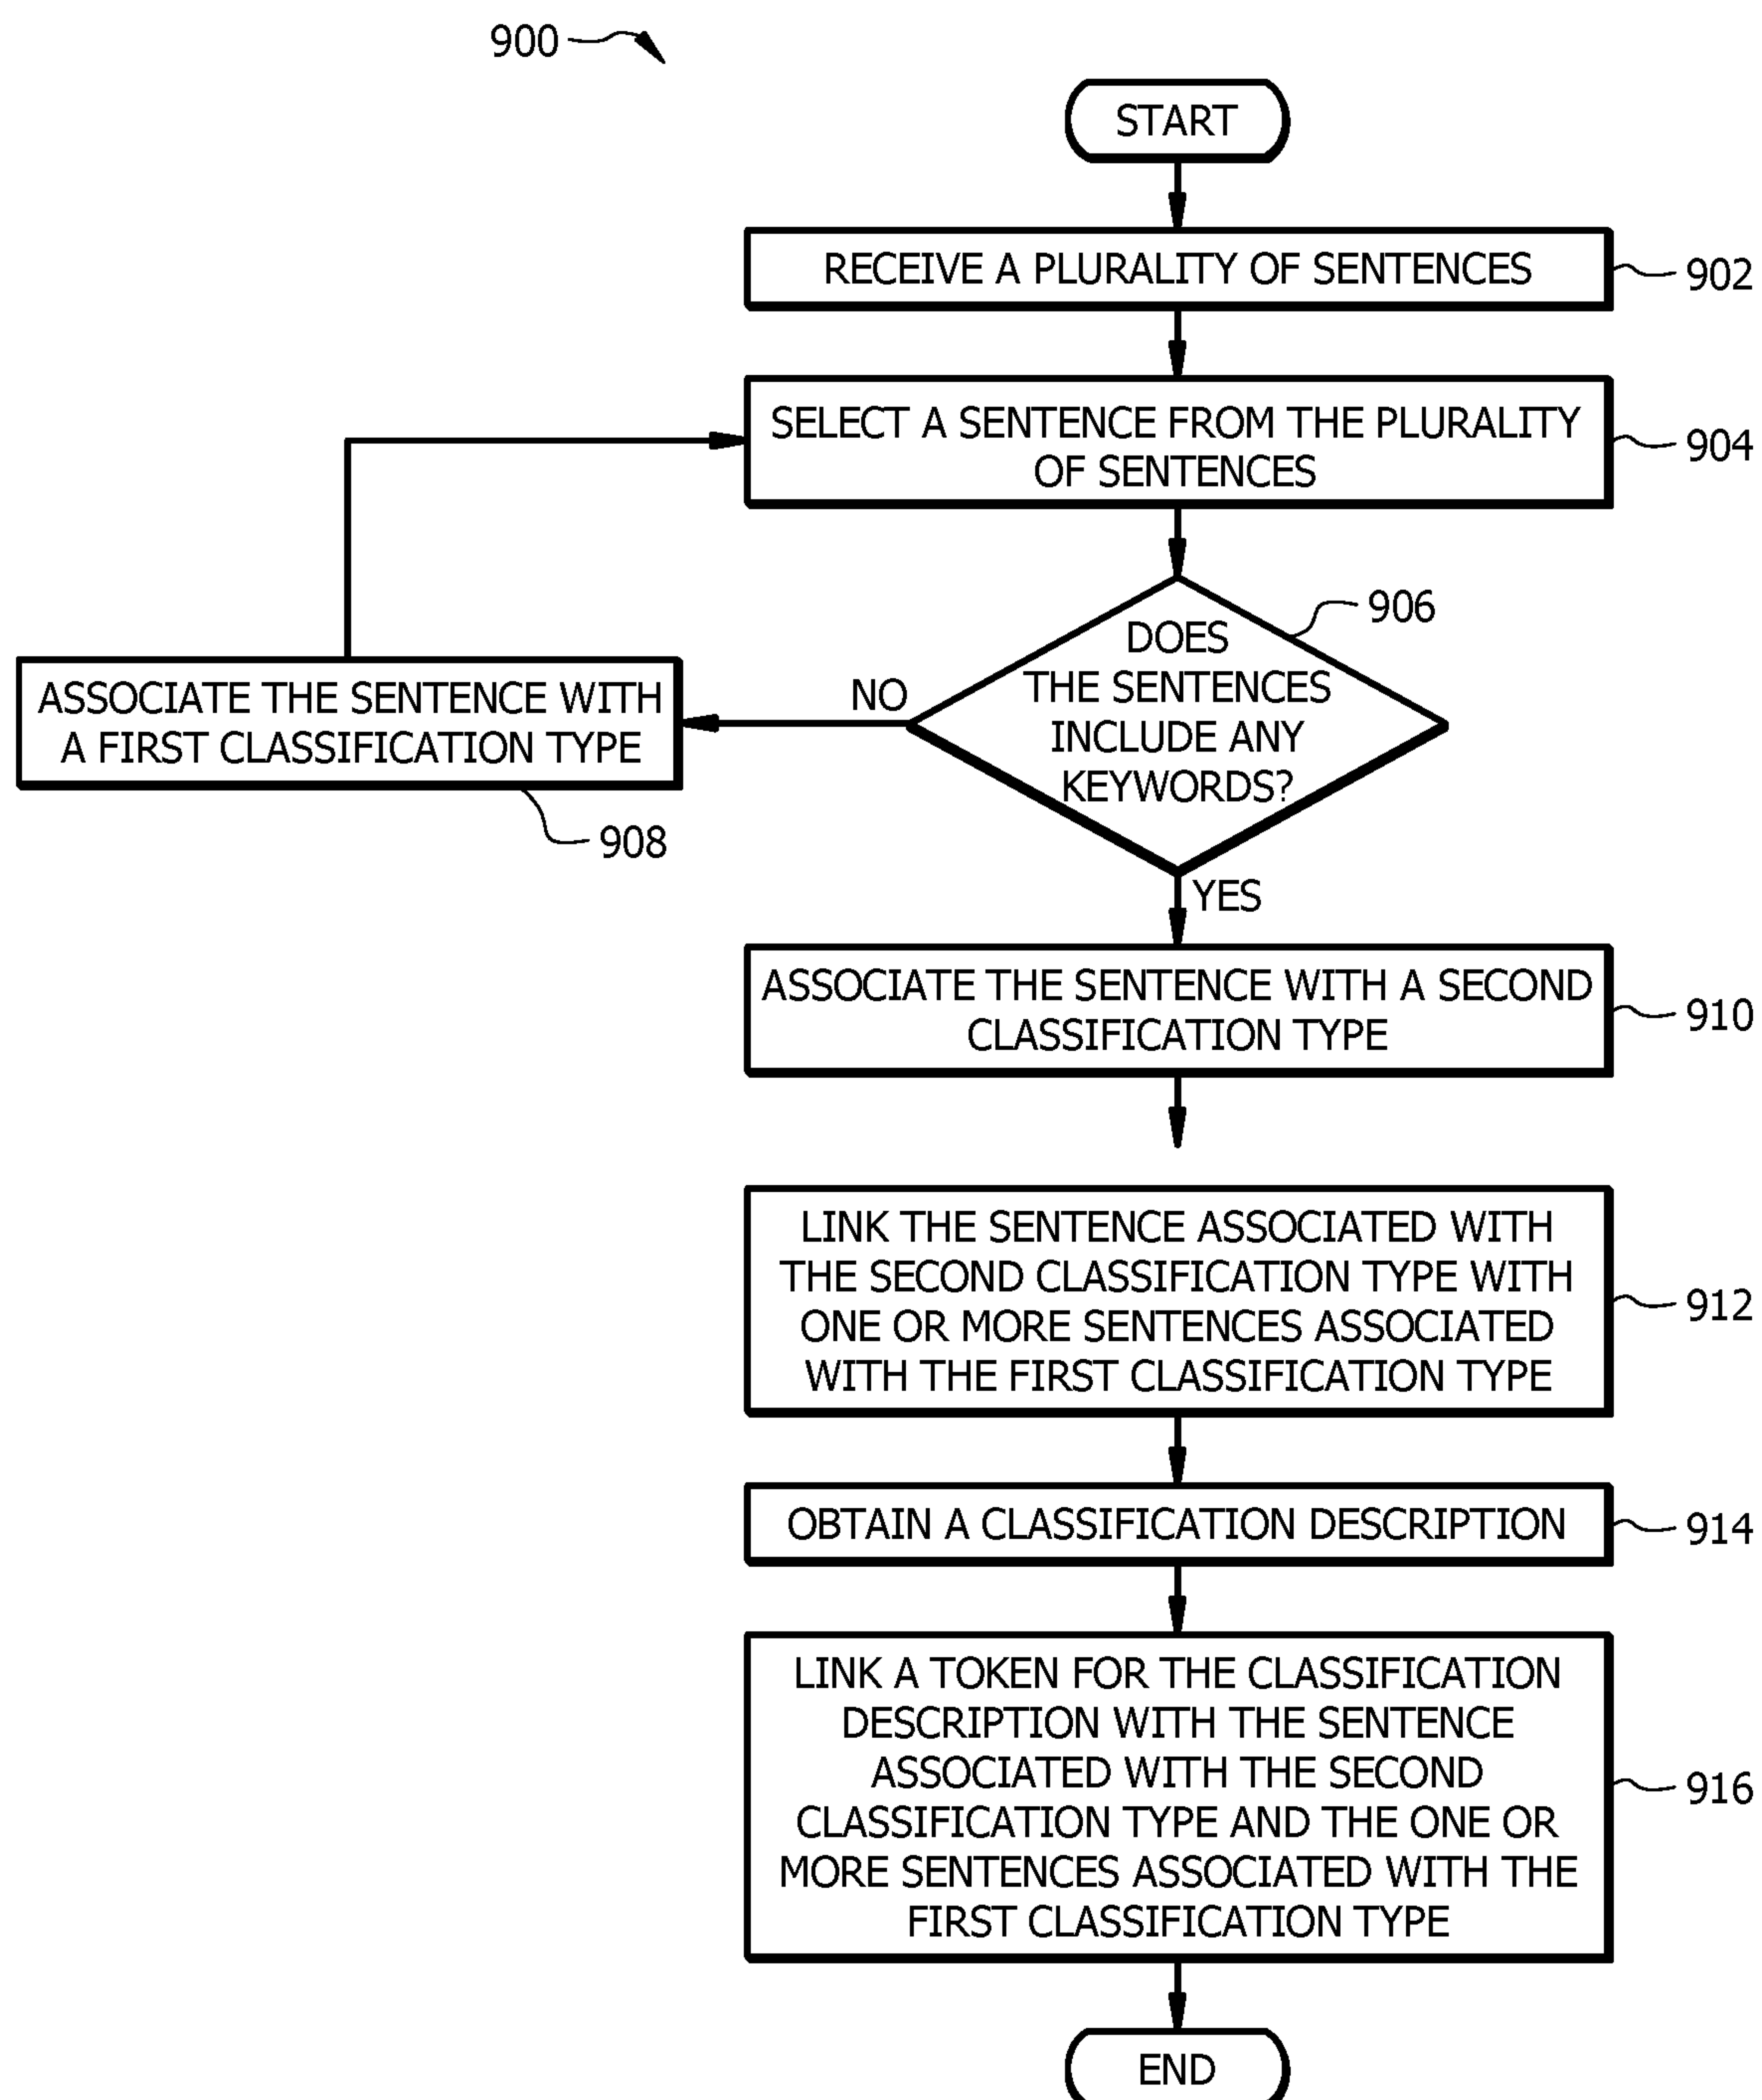 900
START
RECEIVE A PLURALITY OF SENTENCES
902
SELECT A SENTENCE FROM THE PLURALITY
OF SENTENCES
904
DOES
THE SENTENCES
INCLUDE ANY
KEYWORDS?
906
NO
ASSOCIATE THE SENTENCE WITH
A FIRST CLASSIFICATION TYPE
908
YES
ASSOCIATE THE SENTENCE WITH A SECOND
CLASSIFICATION TYPE
910
LINK THE SENTENCE ASSOCIATED WITH
THE SECOND CLASSIFICATION TYPE WITH
ONE OR MORE SENTENCES ASSOCIATED
WITH THE FIRST CLASSIFICATION TYPE
912
OBTAIN A CLASSIFICATION DESCRIPTION
914
LINK A TOKEN FOR THE CLASSIFICATION
DESCRIPTION WITH THE SENTENCE
ASSOCIATED WITH THE SECOND
CLASSIFICATION TYPE AND THE ONE OR
MORE SENTENCES ASSOCIATED WITH THE
FIRST CLASSIFICATION TYPE
916
END